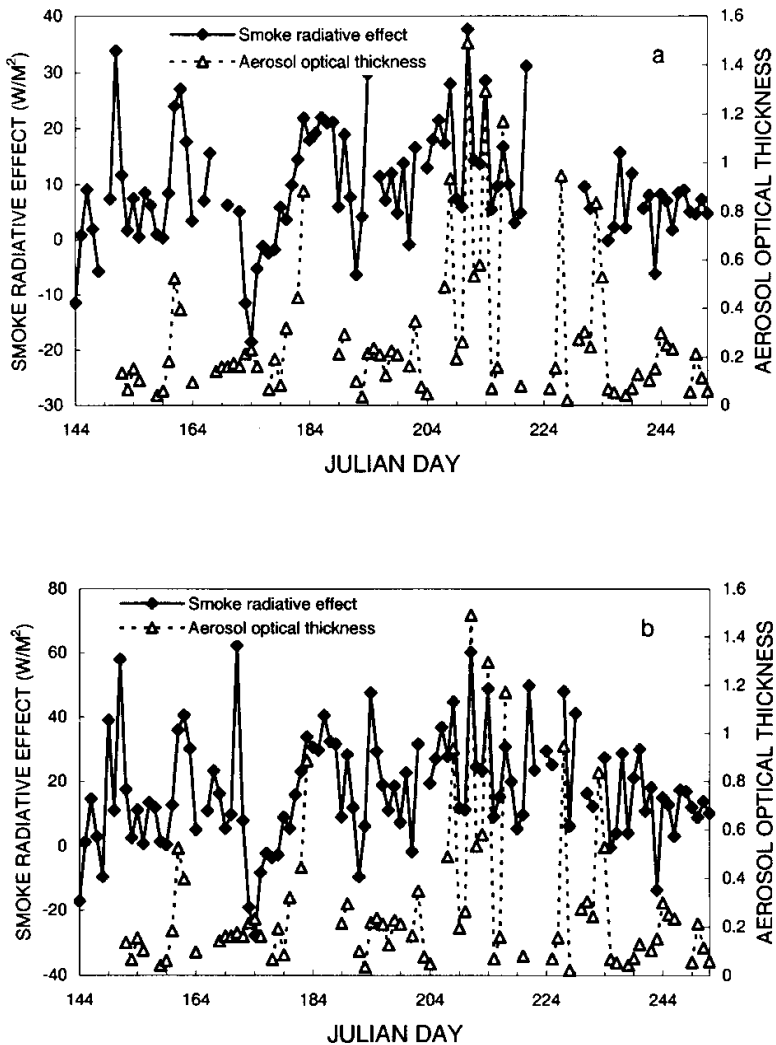 a
Smoke radiative effect
Aerosol optical thickness
SMOKE RADIATIVE EFFECT (W/M²)
40
30
20
10
0
-10
-20
-30
1.6
1.4
1.2
1
0.8
0.6
0.4
0.2
0
AEROSOL OPTICAL THICKNESS
144 164 184 204 224 244
JULIAN DAY
b
Smoke radiative effect
Aerosol optical thickness
SMOKE RADIATIVE EFFECT (W/M²)
80
60
40
20
0
-20
-40
1.6
1.4
1.2
1
0.8
0.6
0.4
0.2
0
AEROSOL OPTICAL THICKNESS
144 164 184 204 224 244
JULIAN DAY